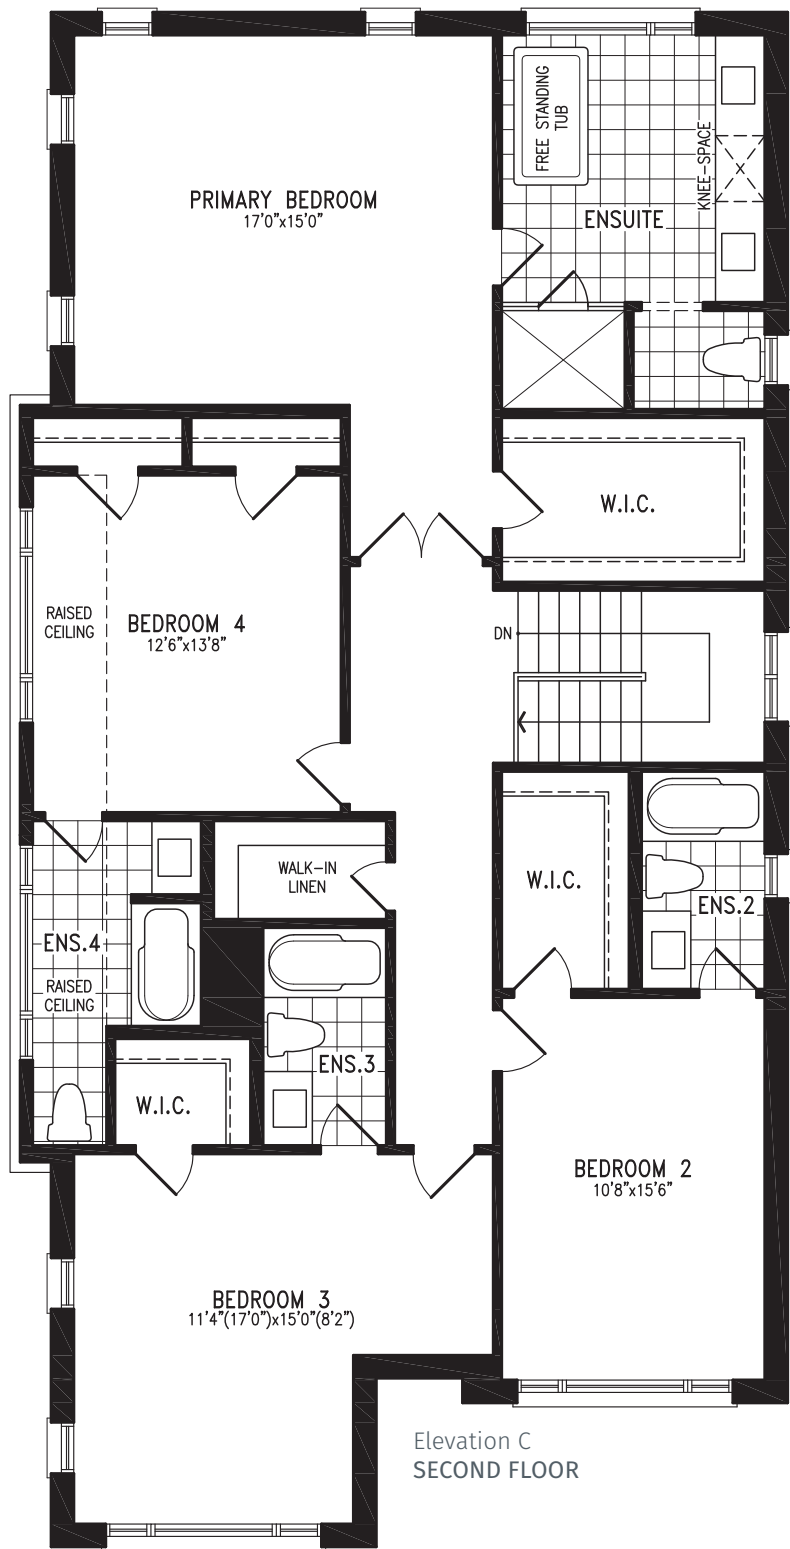 FREE STANDING
TUB
KNEE-SPACE
PRIMARY BEDROOM
17'0"x15'0"
ENSUITE
W.I.C.
RAISED
CEILING
BEDROOM 4
12'6"x13'8"
DN
WALK-IN
LINEN
W.I.C.
ENS.2
ENS.4
RAISED
CEILING
ENS.3
W.I.C.
BEDROOM 2
10'8"x15'6"
BEDROOM 3
11'4"(17'0")x15'0"(8'2")
Elevation C
SECOND FLOOR